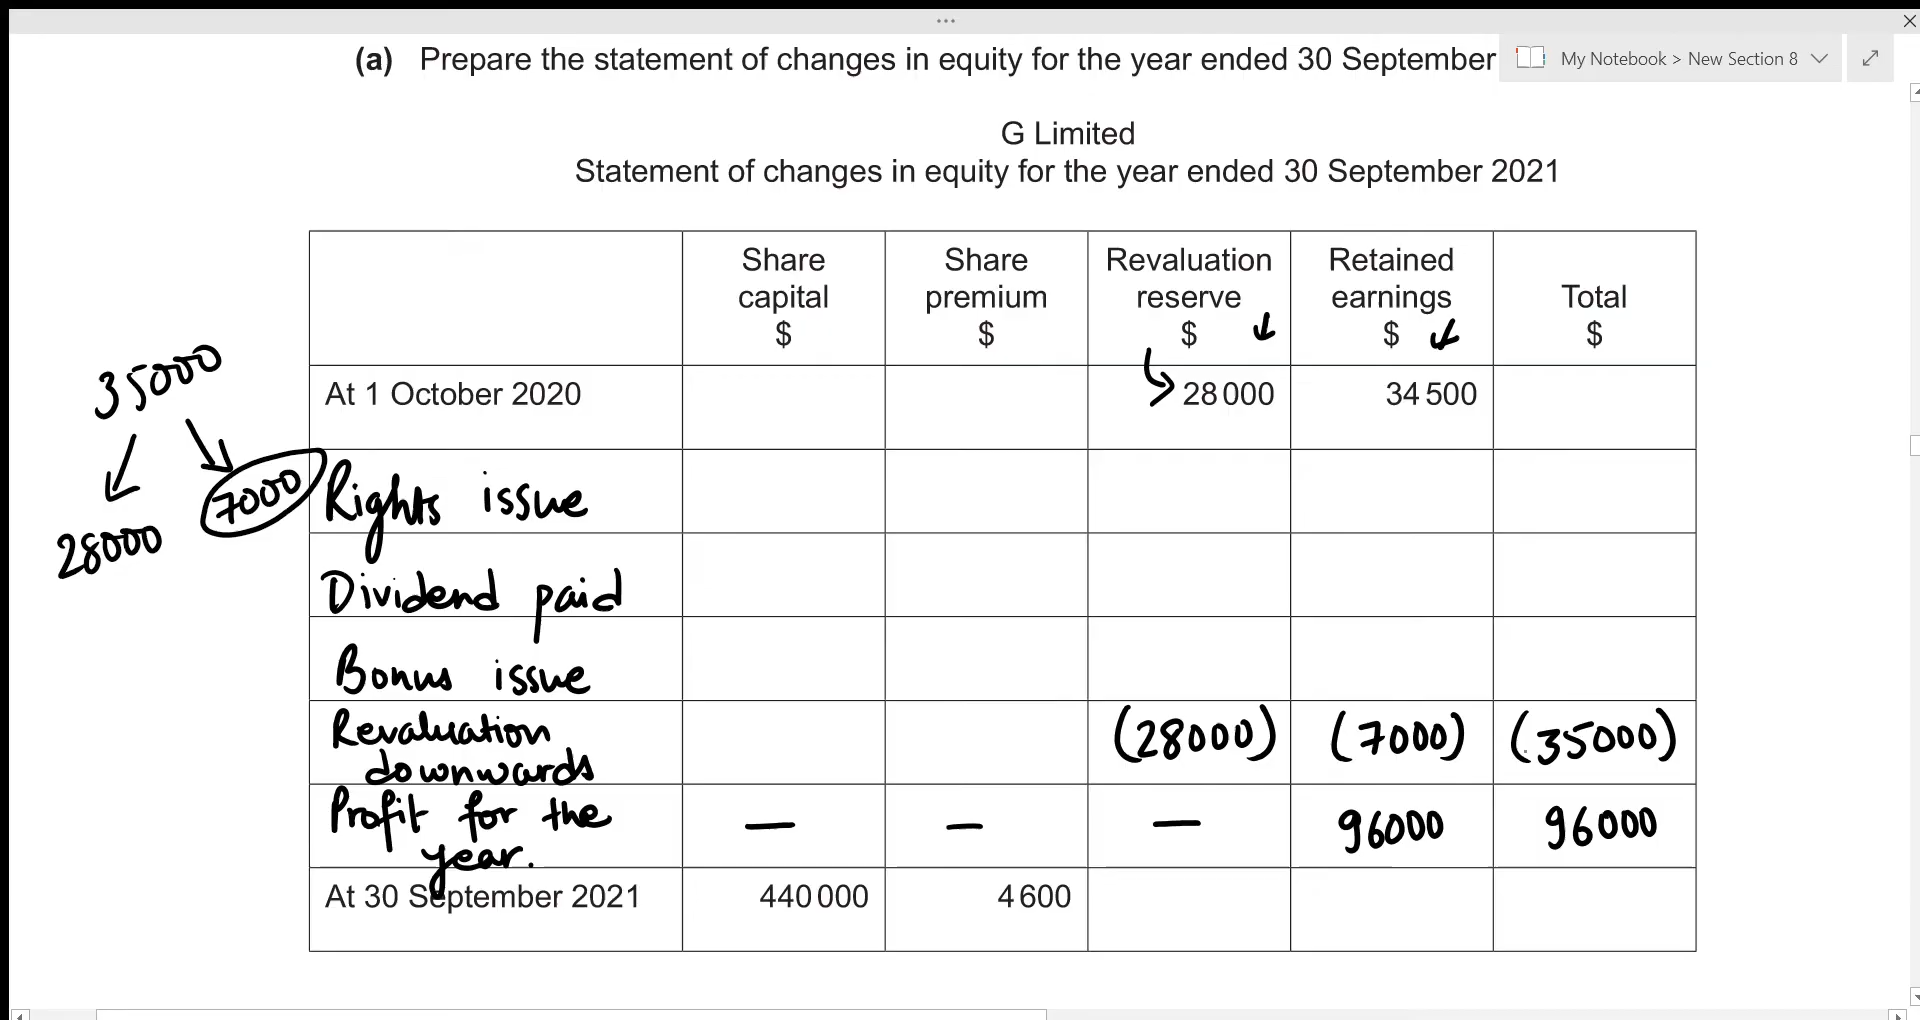 (a) Prepare the statement of changes in equity for the year ended 30 September
My Notebook > New Section 8
G Limited
Statement of changes in equity for the year ended 30 September 2021
Share capital $
Share premium $
Revaluation reserve $
Retained earnings $
Total $
35000
28000
7000
At 1 October 2020 28 000 34 500
Rights issue
Dividend paid
Bonus issue
Revaluation downwards (28000) (7000) (35000)
Profit for the year. — — — 96000 96000
At 30 September 2021 440 000 4 600